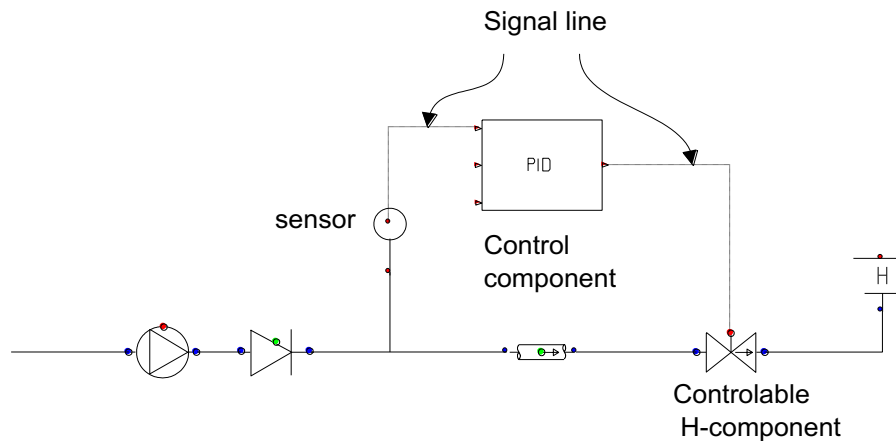 Signal line
PID
sensor
Control
component
H
Controlable
H-component